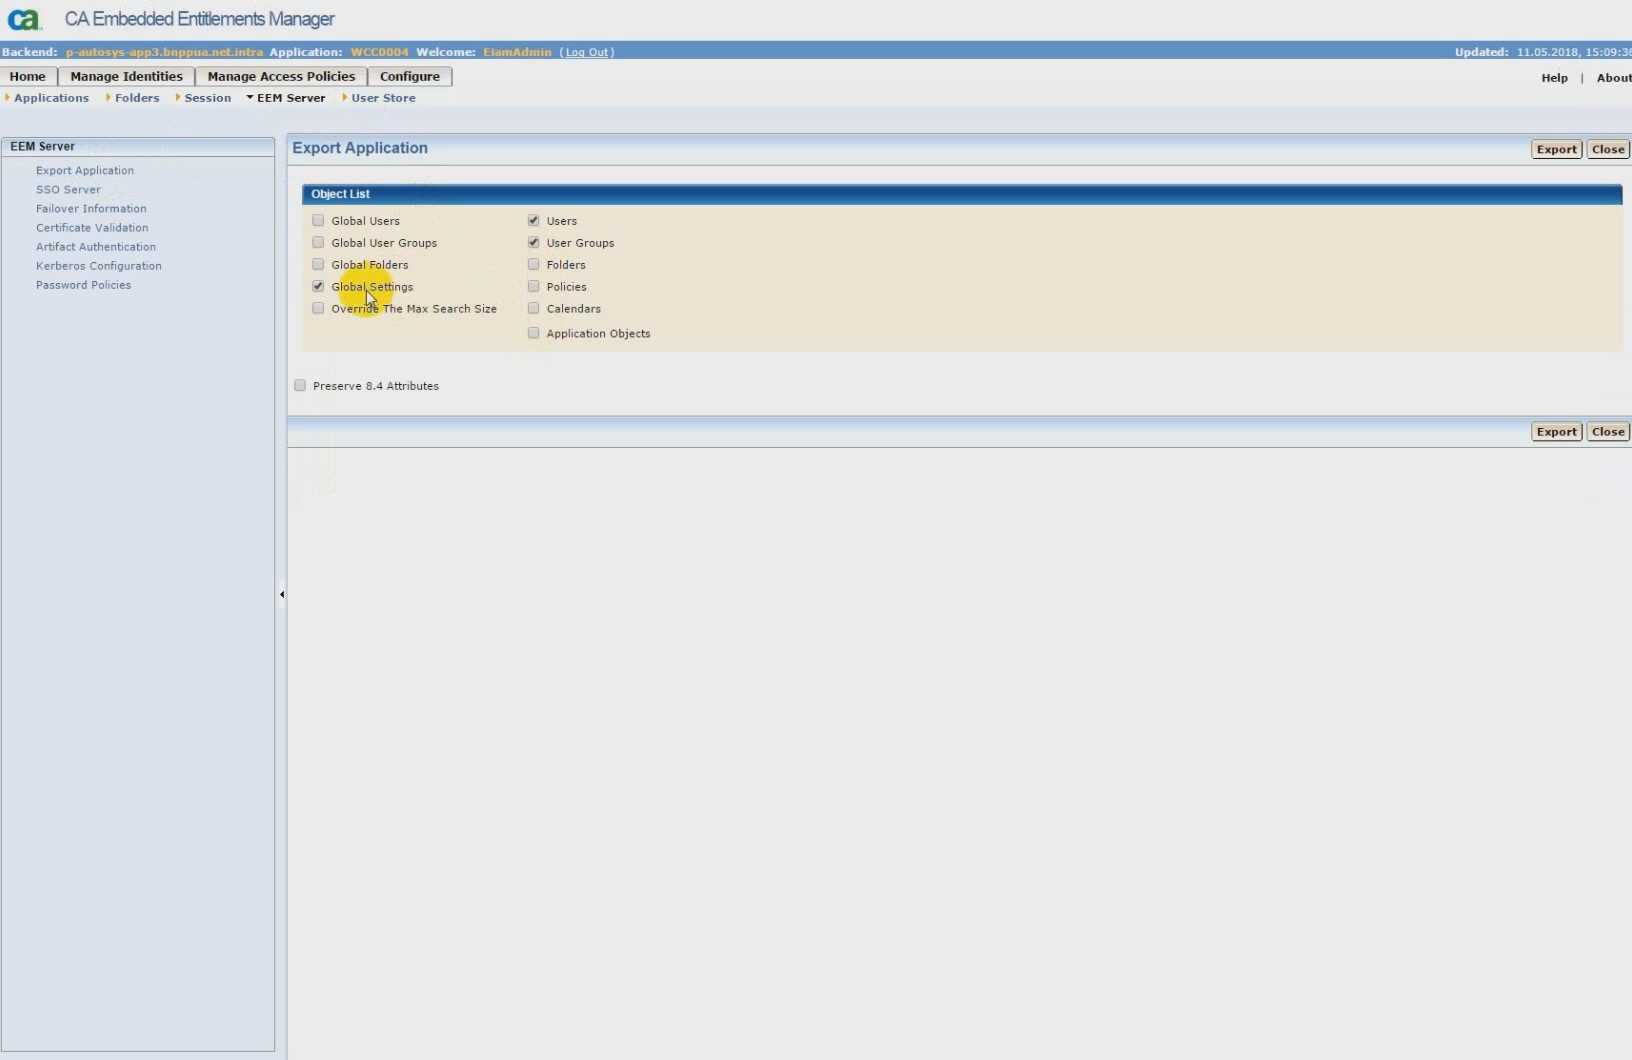 ca CA Embedded Entitlements Manager
Backend: p-autosys-app3.bnppua.net.intra Application: WCC0004 Welcome: EiamAdmin (Log Out) Updated: 11.05.2018, 15:09:36
Home Manage Identities Manage Access Policies Configure Help | About
Applications Folders Session EEM Server User Store
EEM Server
Export Application
SSO Server
Failover Information
Certificate Validation
Artifact Authentication
Kerberos Configuration
Password Policies
Export Application Export Close
Object List
Global Users Users
Global User Groups User Groups
Global Folders Folders
Global Settings Policies
Override The Max Search Size Calendars
Application Objects
Preserve 8.4 Attributes
Export Close